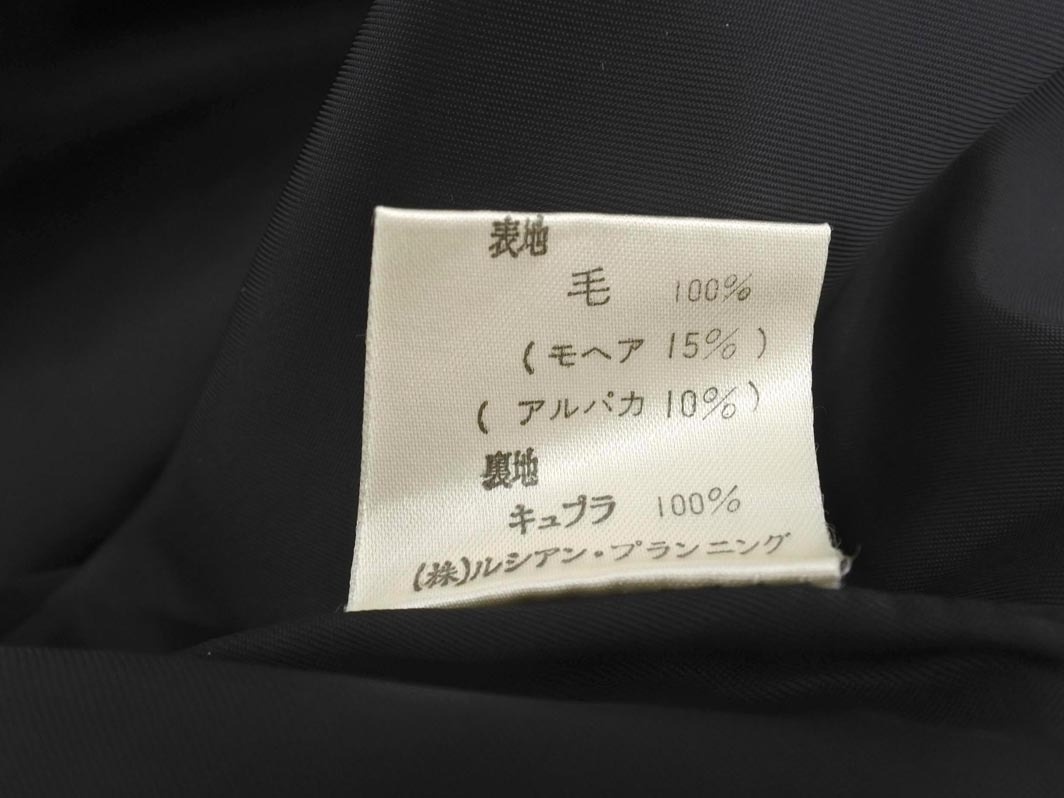 表地
毛 100%
(モヘア 15%)
(アルパカ 10%)
裏地
キュプラ 100%
(株)ルシアン・プランニング